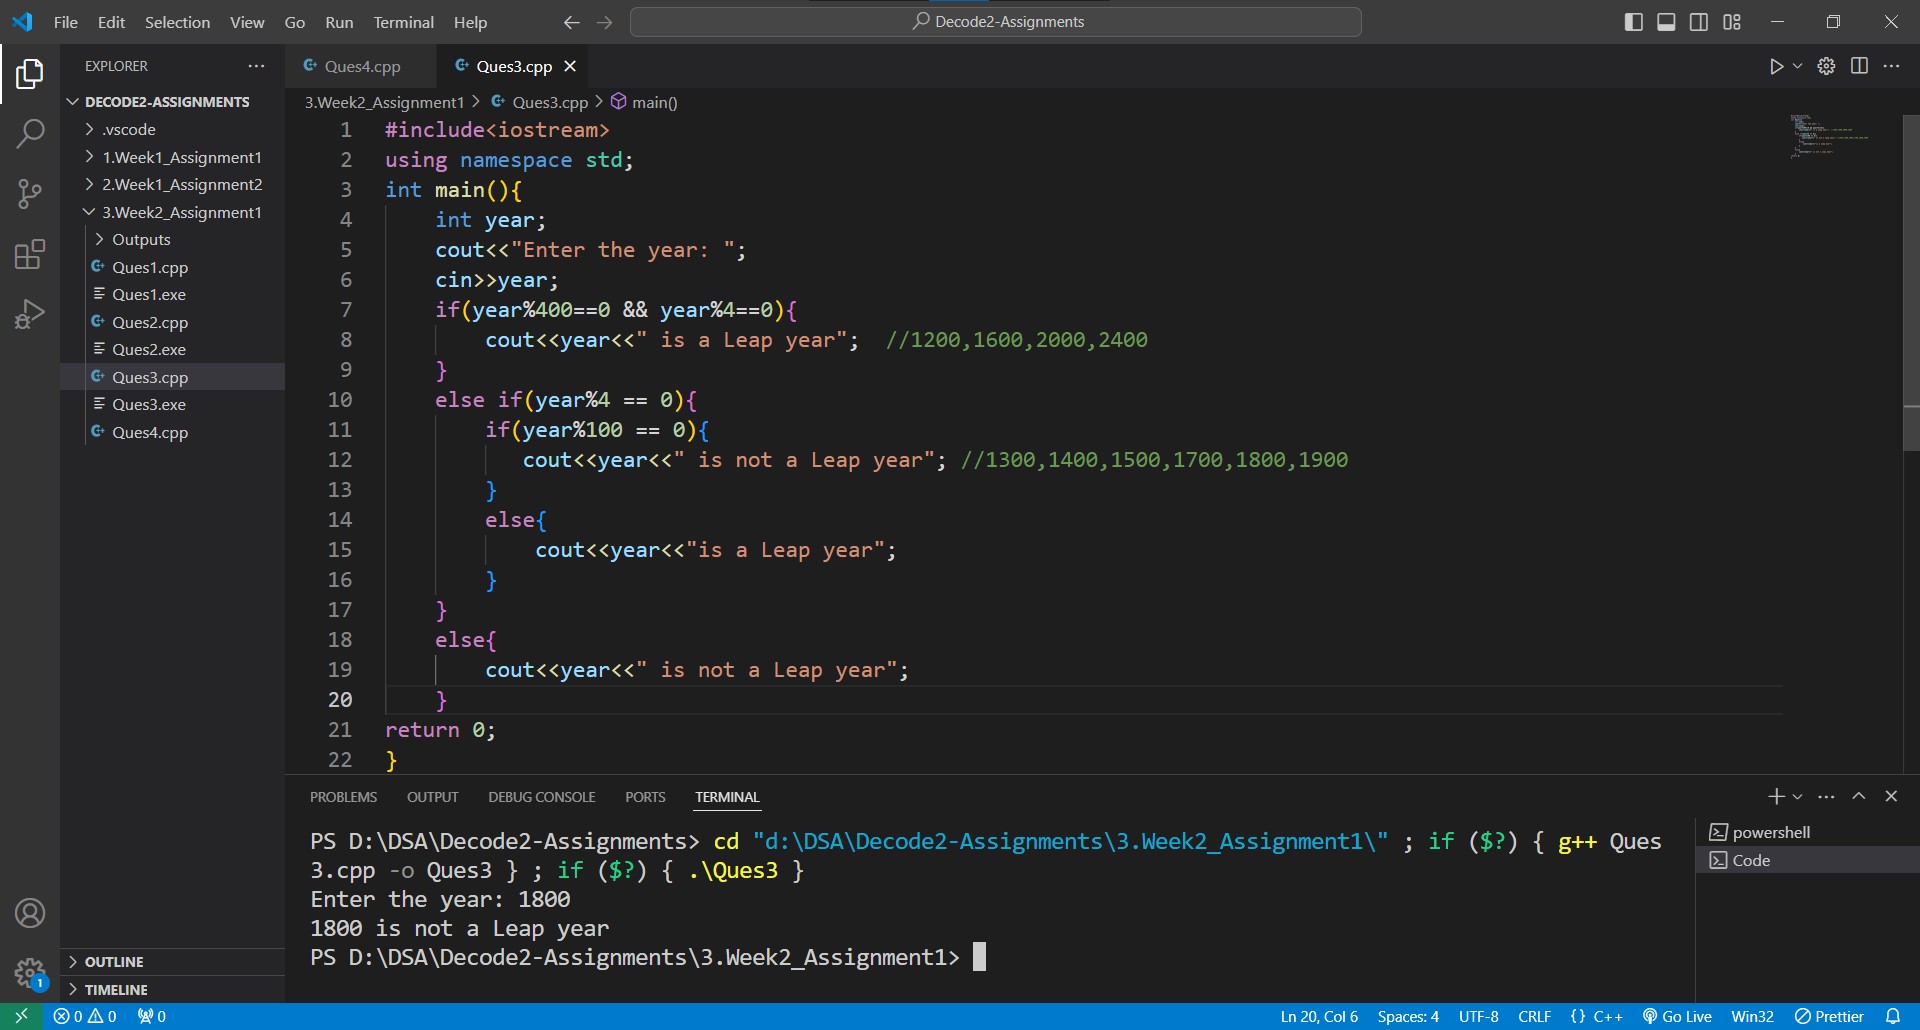 File Edit Selection View Go Run Terminal Help
Decode2-Assignments
EXPLORER
DECODE2-ASSIGNMENTS
.vscode
1.Week1_Assignment1
2.Week1_Assignment2
3.Week2_Assignment1
Outputs
Ques1.cpp
Ques1.exe
Ques2.cpp
Ques2.exe
Ques3.cpp
Ques3.exe
Ques4.cpp
OUTLINE
TIMELINE
Ques4.cpp Ques3.cpp
3.Week2_Assignment1 > Ques3.cpp > main()
1 #include<iostream>
2 using namespace std;
3 int main(){
4 int year;
5 cout<<"Enter the year: ";
6 cin>>year;
7 if(year%400==0 && year%4==0){
8 cout<<year<<" is a Leap year"; //1200,1600,2000,2400
9 }
10 else if(year%4 == 0){
11 if(year%100 == 0){
12 cout<<year<<" is not a Leap year"; //1300,1400,1500,1700,1800,1900
13 }
14 else{
15 cout<<year<<"is a Leap year";
16 }
17 }
18 else{
19 cout<<year<<" is not a Leap year";
20 }
21 return 0;
22 }
PROBLEMS OUTPUT DEBUG CONSOLE PORTS TERMINAL
PS D:\DSA\Decode2-Assignments> cd "d:\DSA\Decode2-Assignments\3.Week2_Assignment1\" ; if ($?) { g++ Ques
3.cpp -o Ques3 } ; if ($?) { .\Ques3 }
Enter the year: 1800
1800 is not a Leap year
PS D:\DSA\Decode2-Assignments\3.Week2_Assignment1>
powershell
Code
1
0 0 0
Ln 20, Col 6 Spaces: 4 UTF-8 CRLF {} C++ Go Live Win32 Prettier